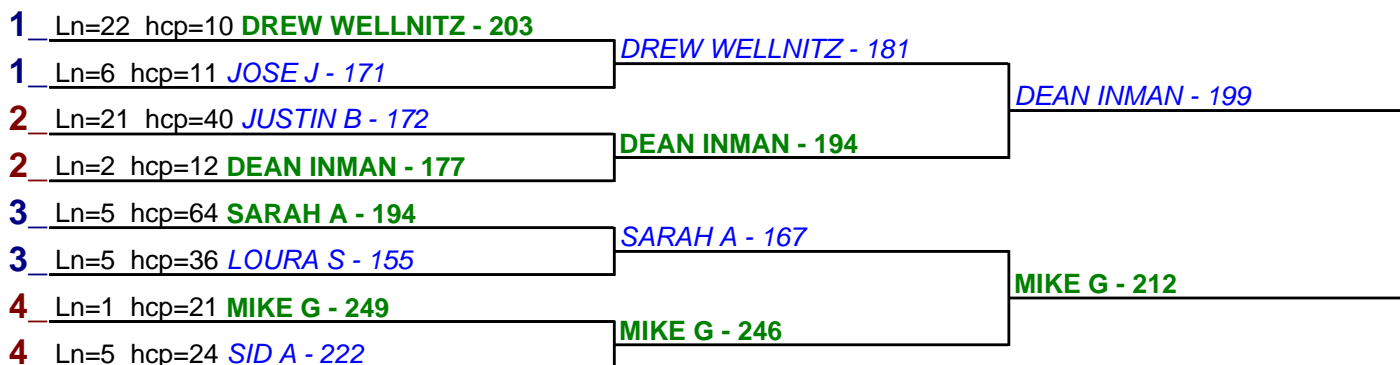 1_ Ln=22 hcp=10 DREW WELLNITZ - 203
DREW WELLNITZ - 181
1_ Ln=6 hcp=11 JOSE J - 171
DEAN INMAN - 199
2_ Ln=21 hcp=40 JUSTIN B - 172
DEAN INMAN - 194
2_ Ln=2 hcp=12 DEAN INMAN - 177
3_ Ln=5 hcp=64 SARAH A - 194
SARAH A - 167
3_ Ln=5 hcp=36 LOURA S - 155
MIKE G - 212
4_ Ln=1 hcp=21 MIKE G - 249
MIKE G - 246
4 Ln=5 hcp=24 SID A - 222